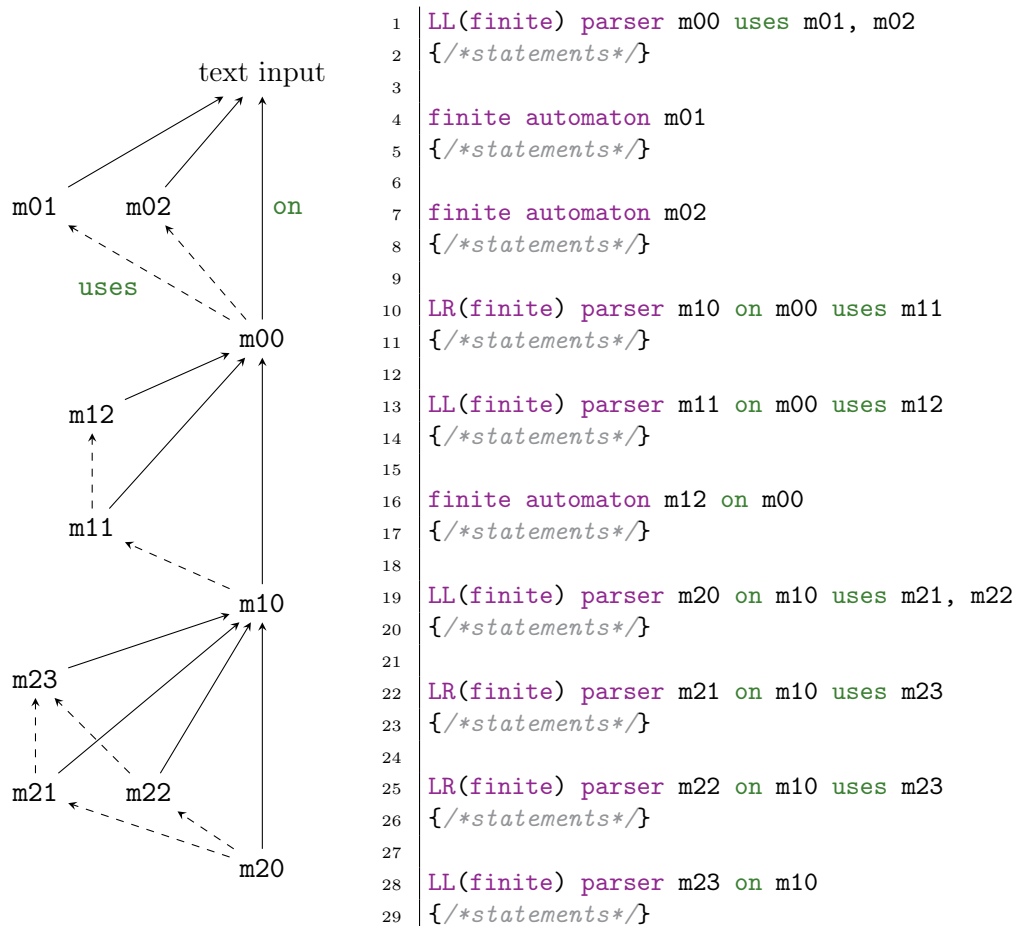 text input
m01
m02
on
uses
m00
m12
m11
m10
m23
m21
m22
m20
1 LL(finite) parser m00 uses m01, m02
2 {/*statements*/}
3
4 finite automaton m01
5 {/*statements*/}
6
7 finite automaton m02
8 {/*statements*/}
9
10 LR(finite) parser m10 on m00 uses m11
11 {/*statements*/}
12
13 LL(finite) parser m11 on m00 uses m12
14 {/*statements*/}
15
16 finite automaton m12 on m00
17 {/*statements*/}
18
19 LL(finite) parser m20 on m10 uses m21, m22
20 {/*statements*/}
21
22 LR(finite) parser m21 on m10 uses m23
23 {/*statements*/}
24
25 LR(finite) parser m22 on m10 uses m23
26 {/*statements*/}
27
28 LL(finite) parser m23 on m10
29 {/*statements*/}